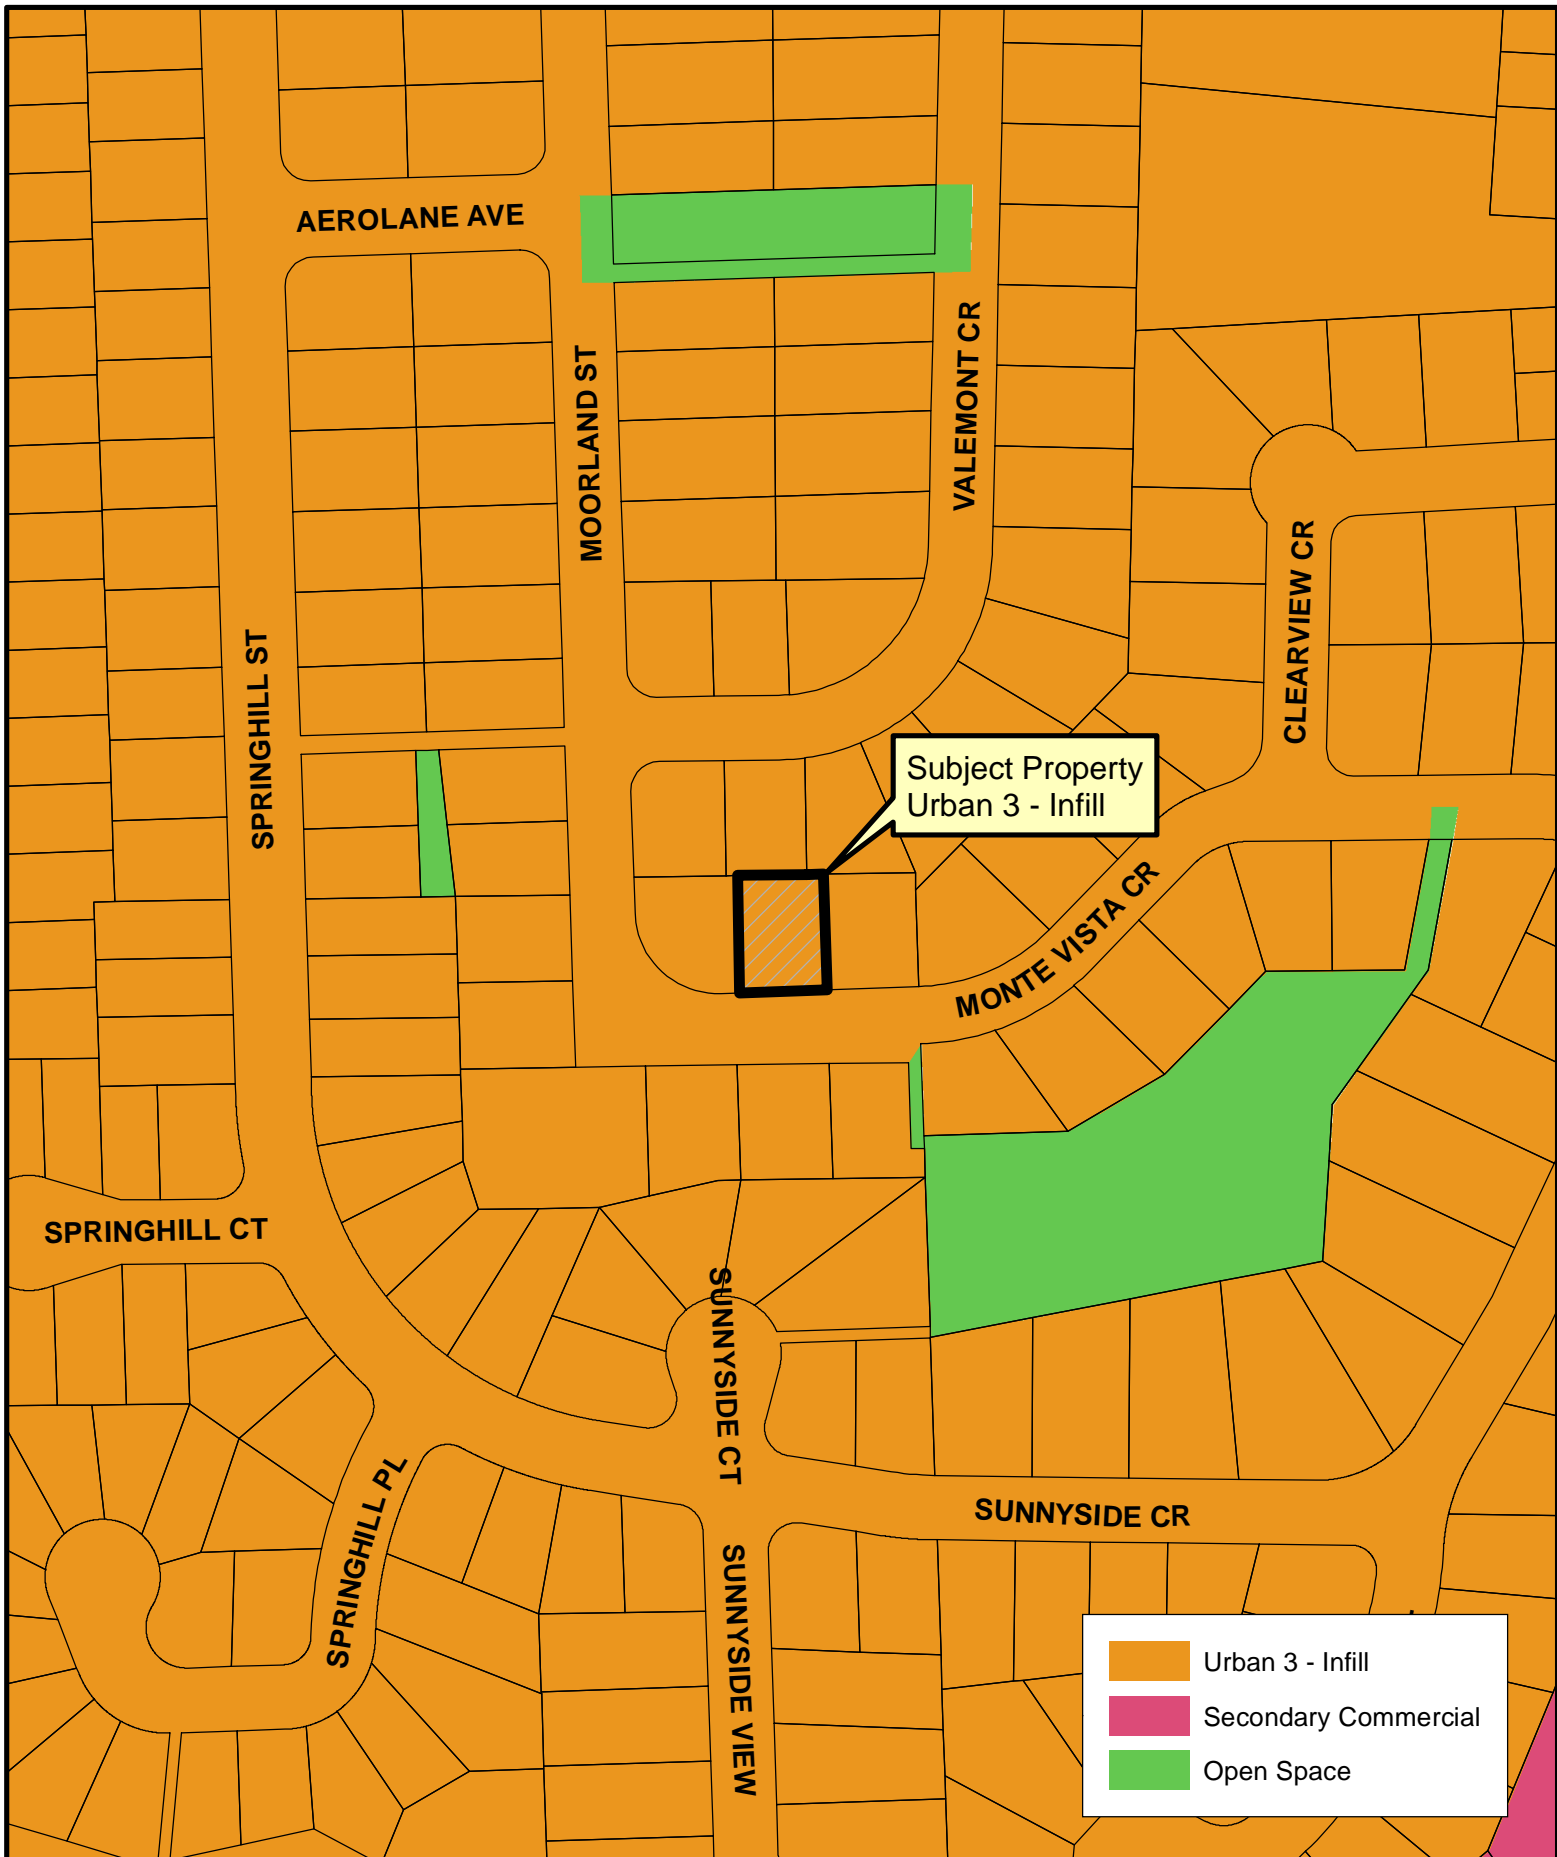 AEROLANE AVE
MOORLAND ST
VALEMONT CR
CLEARVIEW CR
SPRINGHILL ST
Subject Property
Urban 3 - Infill
MONTE VISTA CR
SPRINGHILL CT
SUNNYSIDE CT
SPRINGHILL PL
SUNNYSIDE CR
SUNNYSIDE VIEW
Urban 3 - Infill
Secondary Commercial
Open Space